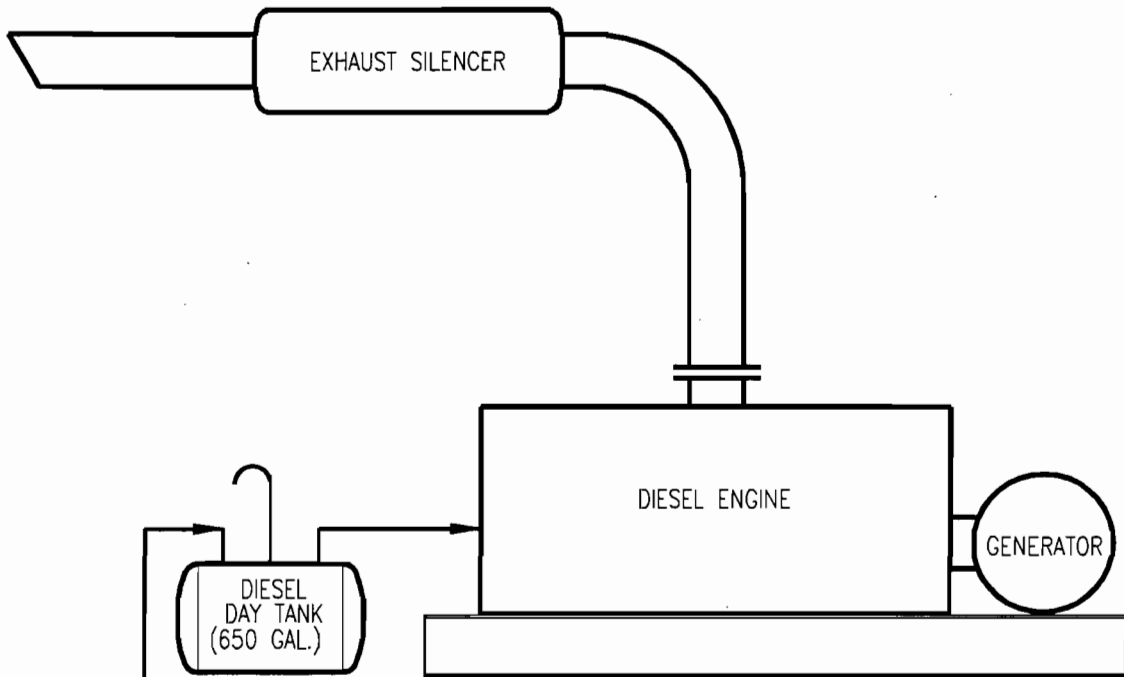 EXHAUST SILENCER
DIESEL ENGINE
GENERATOR
DIESEL
DAY TANK
(650 GAL.)